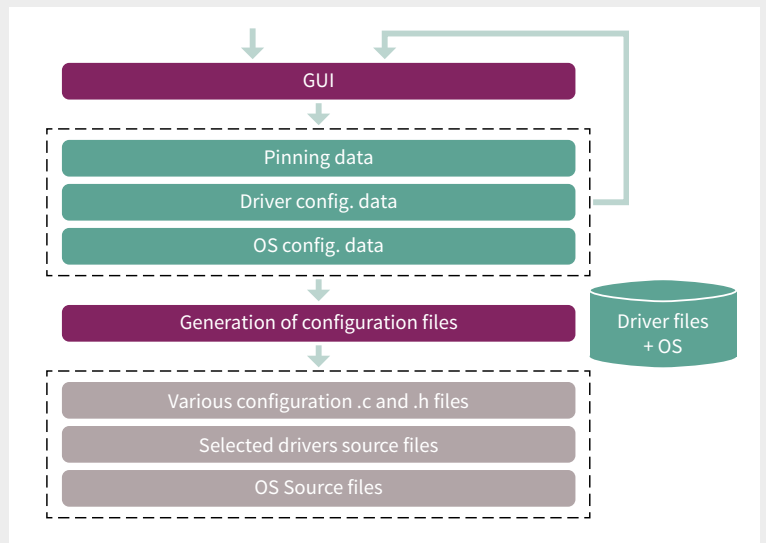 GUI
Pinning data
Driver config. data
OS config. data
Generation of configuration files
Driver files
+ OS
Various configuration .c and .h files
Selected drivers source files
OS Source files